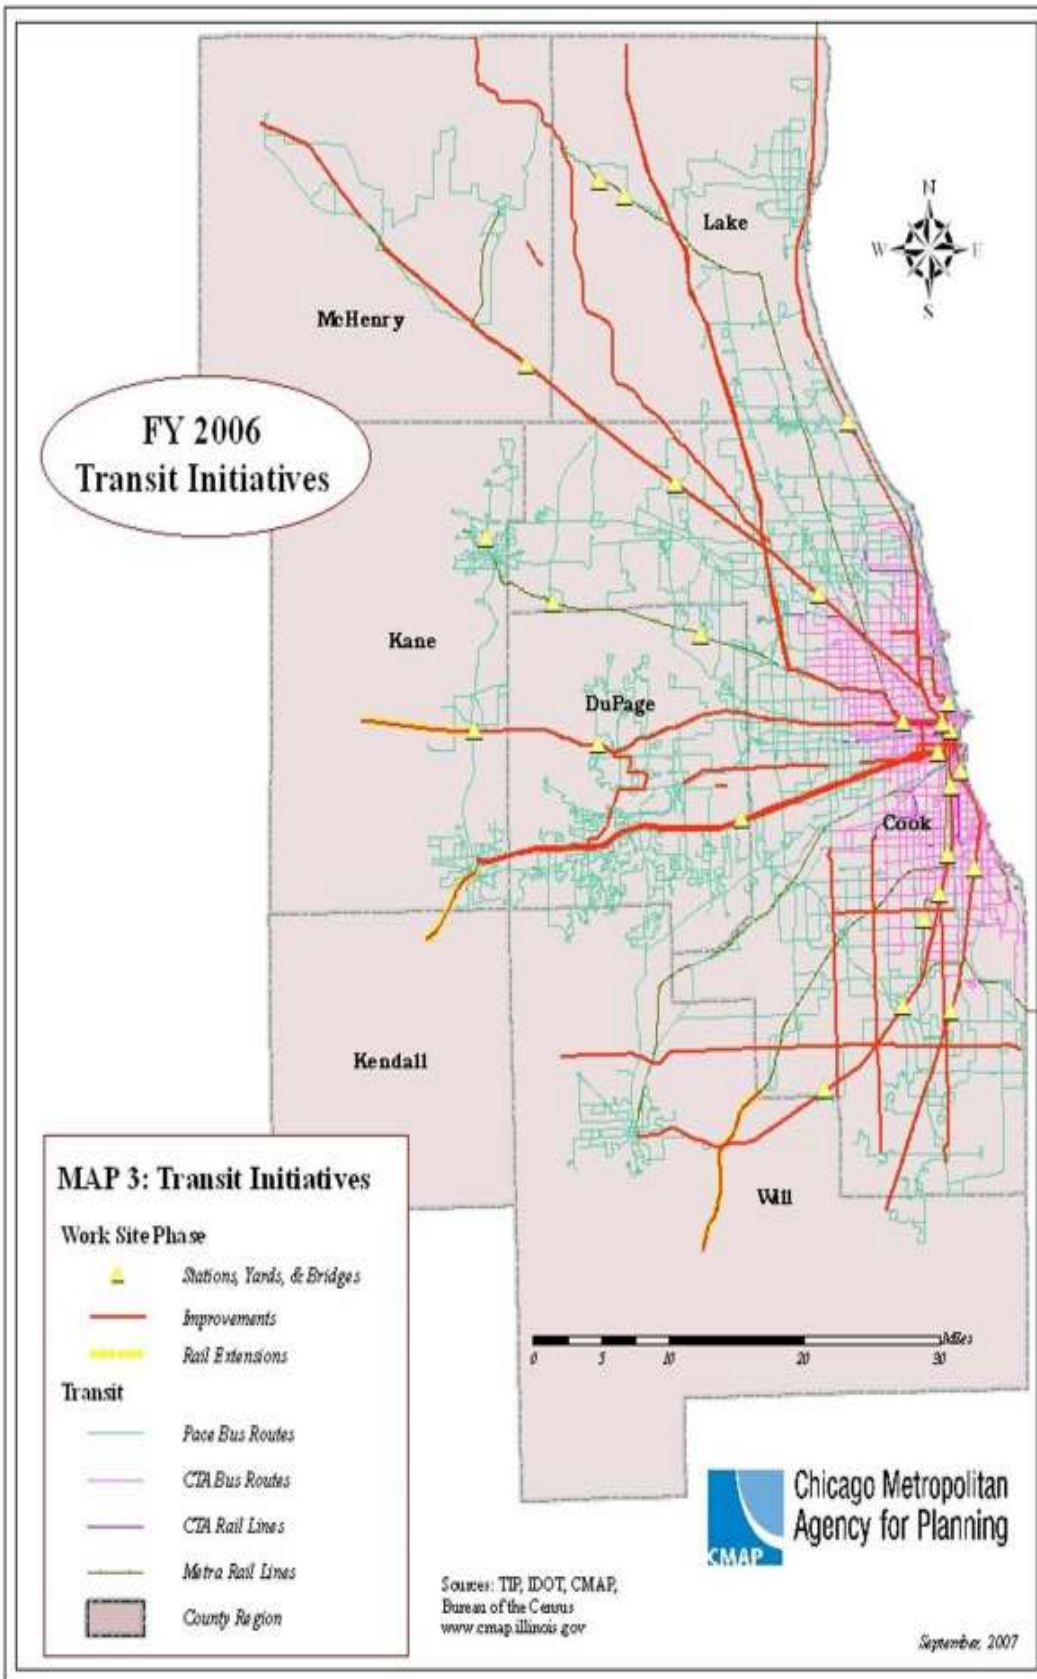 N
W
E
S
Lake
McHenry
FY 2006
Transit Initiatives
Kane
DuPage
Cook
Kendall
Will
MAP 3: Transit Initiatives
Work Site Phase
Stations, Yards, & Bridges
Improvements
Rail Extensions
Transit
Pace Bus Routes
CTA Bus Routes
CTA Rail Lines
Metra Rail Lines
County Region
Miles
0 5 10 20 30
CMAP
Chicago Metropolitan
Agency for Planning
Sources: TIP, IDOT, CMAP,
Bureau of the Census
www.cmap.illinois.gov
September, 2007